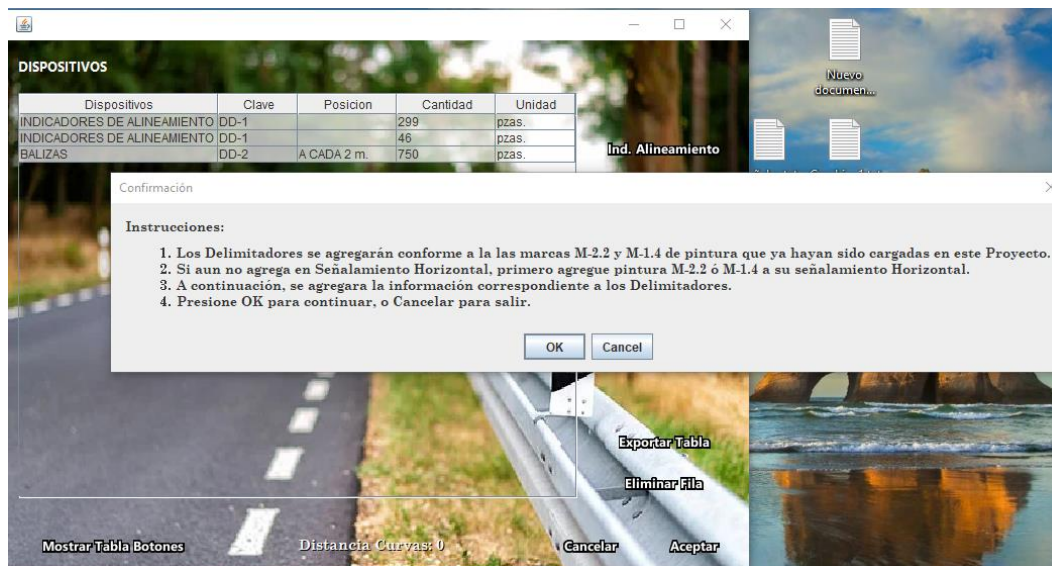 DISPOSITIVOS
Dispositivos Clave Posicion Cantidad Unidad
INDICADORES DE ALINEAMIENTO DD-1 299 pzas.
INDICADORES DE ALINEAMIENTO DD-1 46 pzas.
BALIZAS DD-2 A CADA 2 m. 750 pzas.
Ind. Alineamiento
Nuevo
documen...
Confirmación
Instrucciones:
1. Los Delimitadores se agregarán conforme a la las marcas M-2.2 y M-1.4 de pintura que ya hayan sido cargadas en este Proyecto.
2. Si aun no agrega en Señalamiento Horizontal, primero agregue pintura M-2.2 ó M-1.4 a su señalamiento Horizontal.
3. A continuación, se agregara la información correspondiente a los Delimitadores.
4. Presione OK para continuar, o Cancelar para salir.
OK Cancel
Exportar Tabla
Eliminar Fila
Mostrar Tabla Botones Distancia Curvas: 0 Cancelar Aceptar